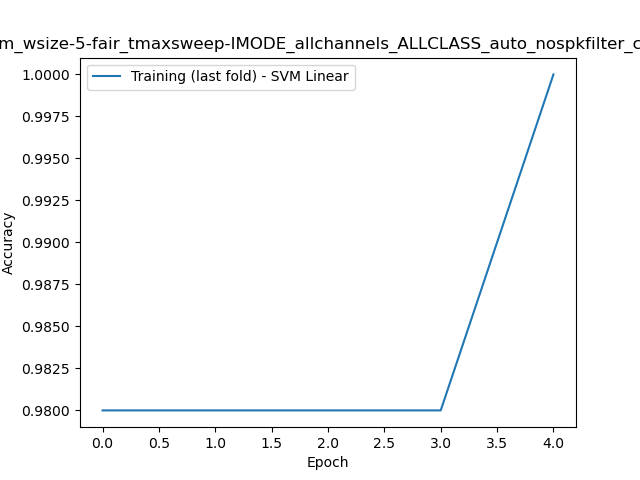 m_wsize-5-fair_tmaxsweep-IMODE_allchannels_ALLCLASS_auto_nospkfilter_c
Training (last fold) - SVM Linear
1.0000
0.9975
0.9950
0.9925
0.9900
0.9875
0.9850
0.9825
0.9800
Accuracy
0.0 0.5 1.0 1.5 2.0 2.5 3.0 3.5 4.0
Epoch